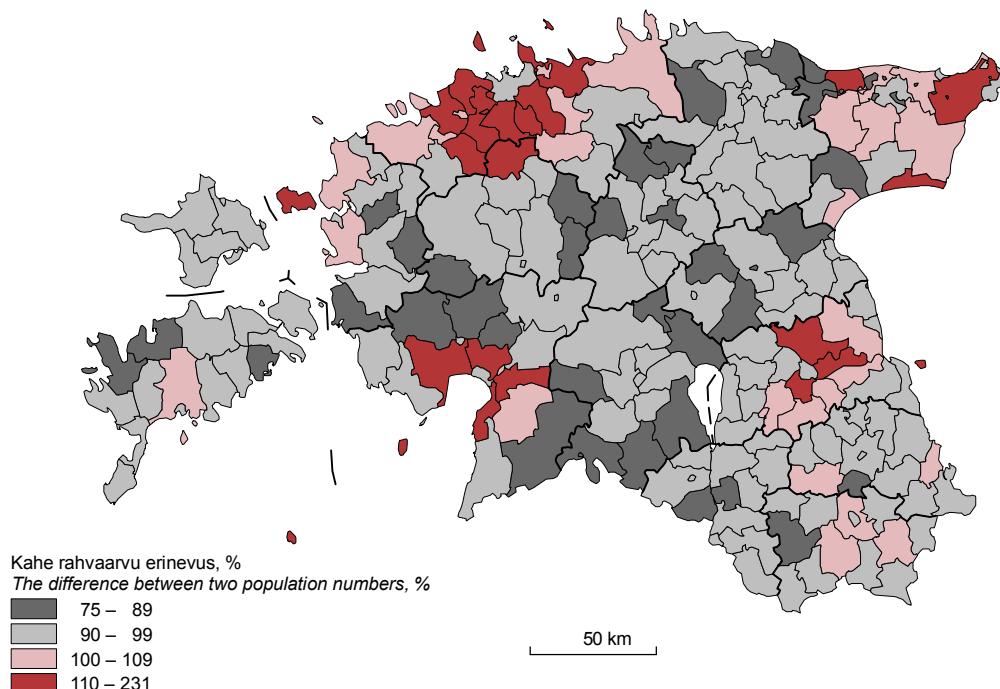 Kahe rahvaarvu erinevus, %
The difference between two population numbers, %
75 – 89
90 – 99
100 – 109
110 – 231
50 km